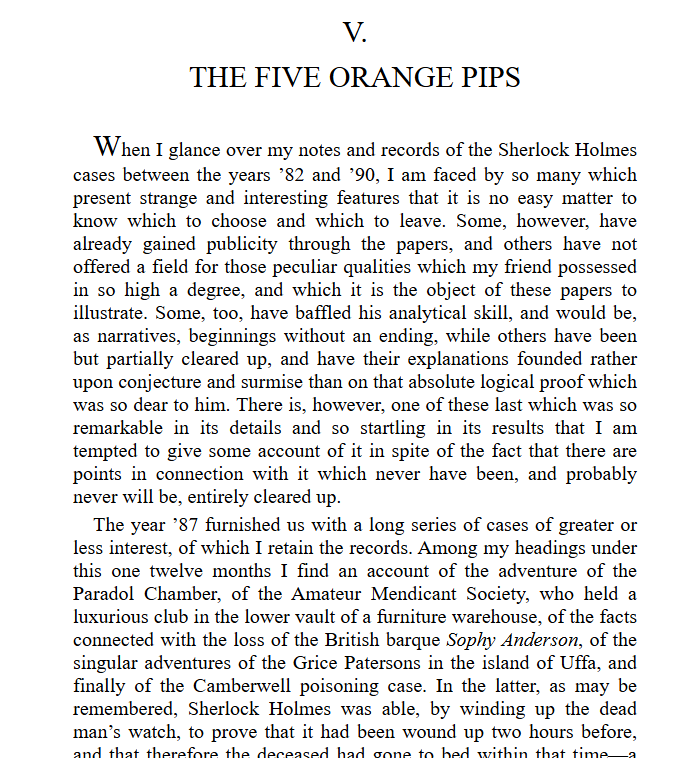 V.
THE FIVE ORANGE PIPS
When I glance over my notes and records of the Sherlock Holmes
cases between the years ’82 and ’90, I am faced by so many which
present strange and interesting features that it is no easy matter to
know which to choose and which to leave. Some, however, have
already gained publicity through the papers, and others have not
offered a field for those peculiar qualities which my friend possessed
in so high a degree, and which it is the object of these papers to
illustrate. Some, too, have baffled his analytical skill, and would be,
as narratives, beginnings without an ending, while others have been
but partially cleared up, and have their explanations founded rather
upon conjecture and surmise than on that absolute logical proof which
was so dear to him. There is, however, one of these last which was so
remarkable in its details and so startling in its results that I am
tempted to give some account of it in spite of the fact that there are
points in connection with it which never have been, and probably
never will be, entirely cleared up.
The year ’87 furnished us with a long series of cases of greater or
less interest, of which I retain the records. Among my headings under
this one twelve months I find an account of the adventure of the
Paradol Chamber, of the Amateur Mendicant Society, who held a
luxurious club in the lower vault of a furniture warehouse, of the facts
connected with the loss of the British barque Sophy Anderson, of the
singular adventures of the Grice Patersons in the island of Uffa, and
finally of the Camberwell poisoning case. In the latter, as may be
remembered, Sherlock Holmes was able, by winding up the dead
man’s watch, to prove that it had been wound up two hours before,
and that therefore the deceased had gone to bed within that time—a